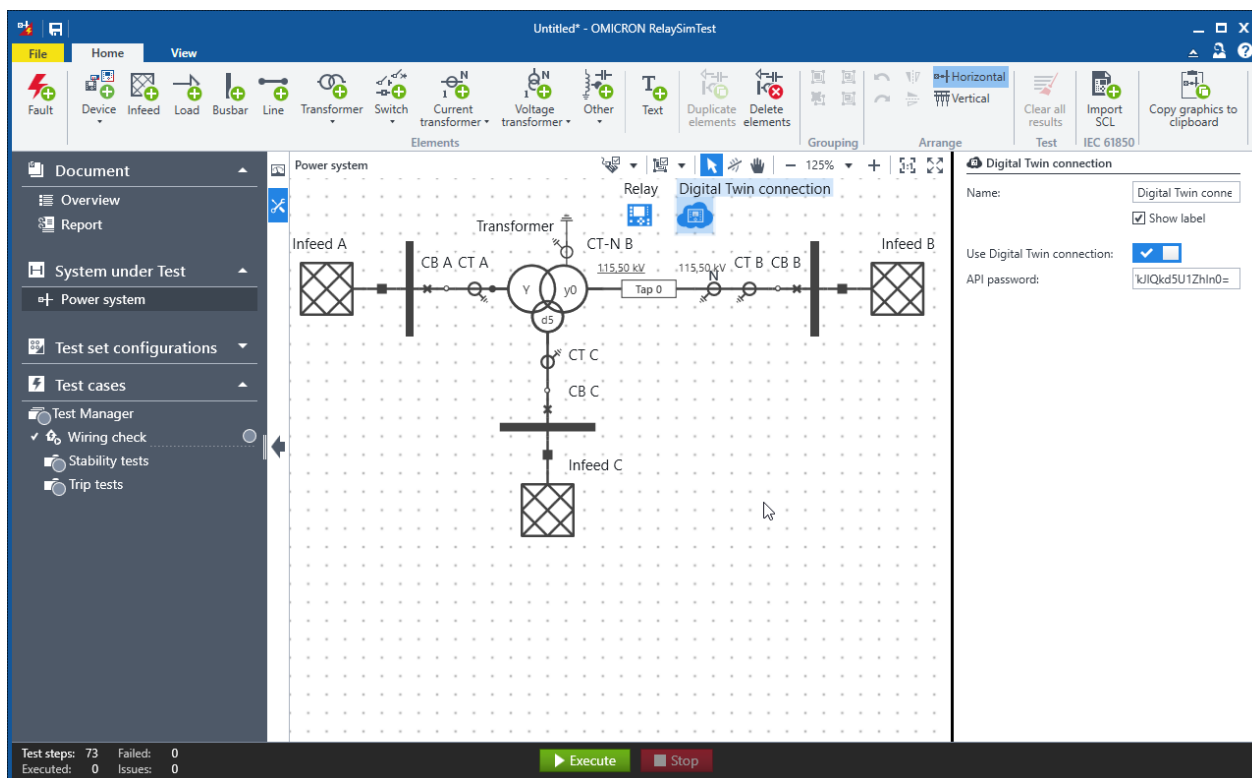 Untitled* - OMICRON RelaySimTest
File Home View
Fault
Device
Infeed
Load
Busbar
Line
Transformer
Switch
Current
transformer
Voltage
transformer
Other
Text
Duplicate
elements
Delete
elements
Horizontal
Vertical
Clear all
results
Import
SCL
Copy graphics to
clipboard
Elements
Grouping
Arrange
Test
IEC 61850
Document
Overview
Report
System under Test
Power system
Test set configurations
Test cases
Test Manager
Wiring check
Stability tests
Trip tests
Power system
125%
Relay
Digital Twin connection
Transformer
CT-N B
Infeed A
CB A CT A
115,50 kV
115,50 kV
CT B CB B
Infeed B
N
Y
y0
d5
Tap 0
CT C
CB C
Infeed C
Digital Twin connection
Name: Digital Twin conne
Show label
Use Digital Twin connection:
API password: kJlQkd5U1ZhIn0=
Test steps: 73 Failed: 0
Executed: 0 Issues: 0
Execute
Stop